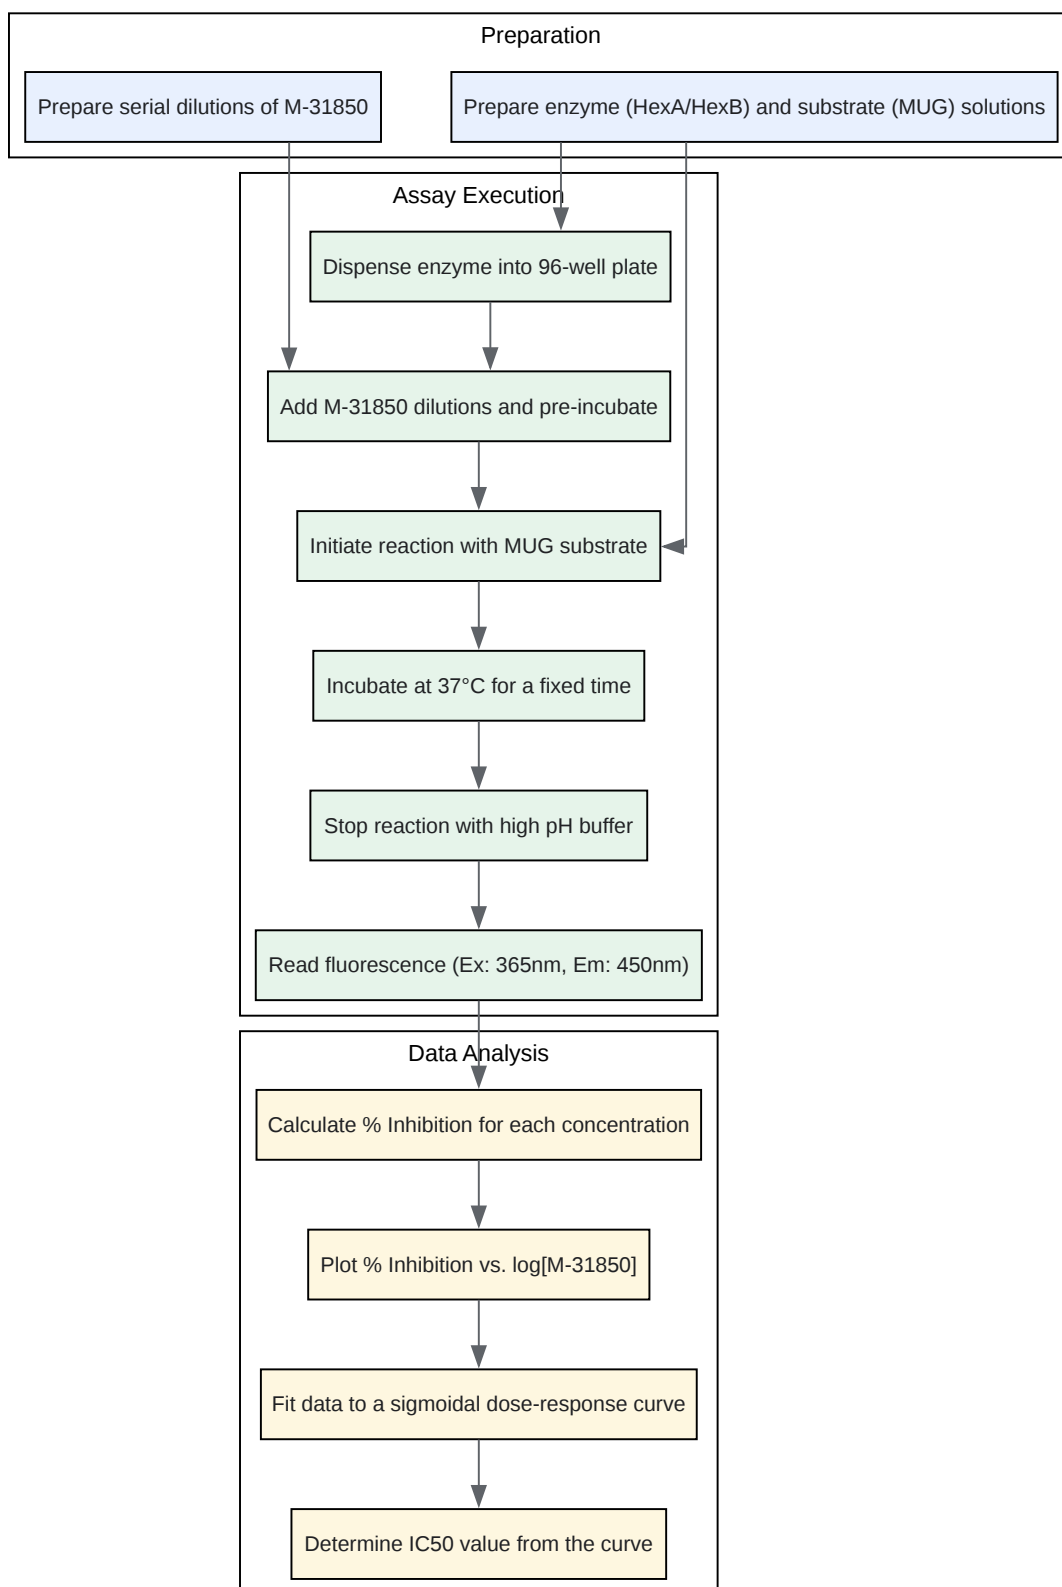 Preparation
Prepare serial dilutions of M-31850
Prepare enzyme (HexA/HexB) and substrate (MUG) solutions
Assay Execution
Dispense enzyme into 96-well plate
Add M-31850 dilutions and pre-incubate
Initiate reaction with MUG substrate
Incubate at 37°C for a fixed time
Stop reaction with high pH buffer
Read fluorescence (Ex: 365nm, Em: 450nm)
Data Analysis
Calculate % Inhibition for each concentration
Plot % Inhibition vs. log[M-31850]
Fit data to a sigmoidal dose-response curve
Determine IC50 value from the curve